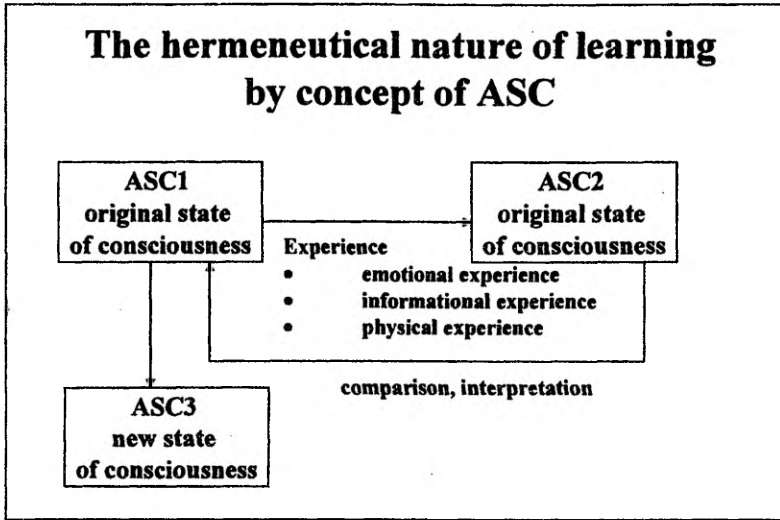 The hermeneutical nature of learning
by concept of ASC
ASC1
original state
of consciousness
ASC2
original state
of consciousness
Experience
• emotional experience
• informational experience
• physical experience
comparison, interpretation
ASC3
new state
of consciousness